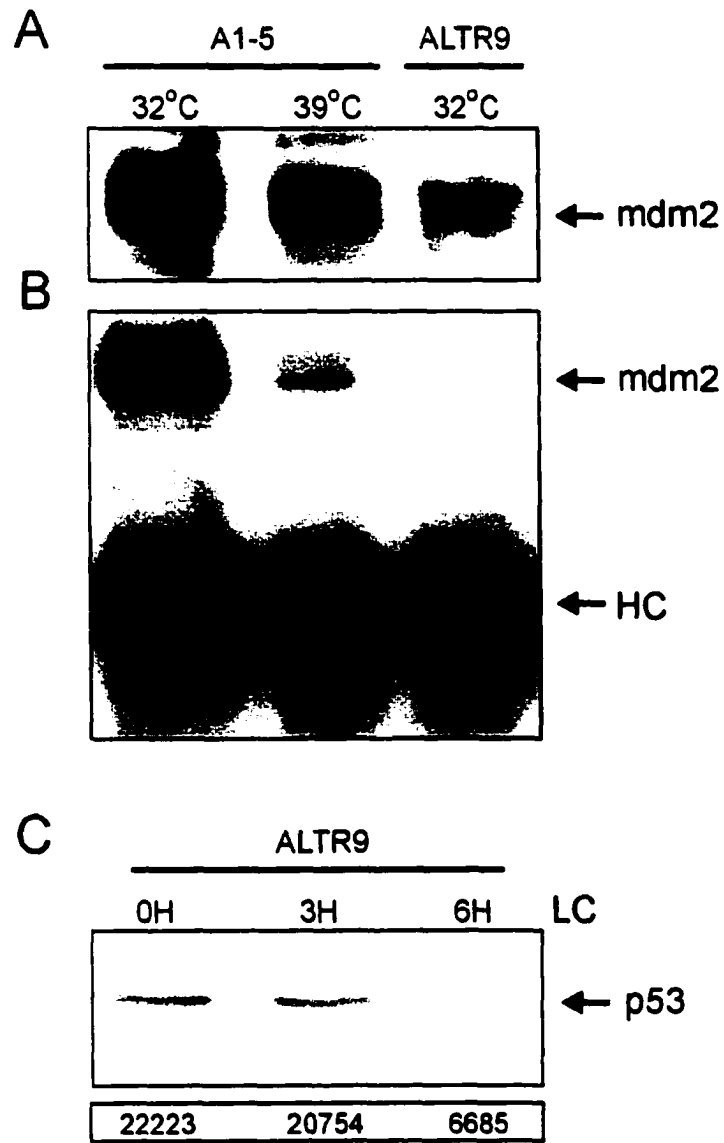 A
A1-5 ALTR9
32°C 39°C 32°C
mdm2
B
mdm2
HC
C
ALTR9
0H 3H 6H LC
p53
22223 20754 6685